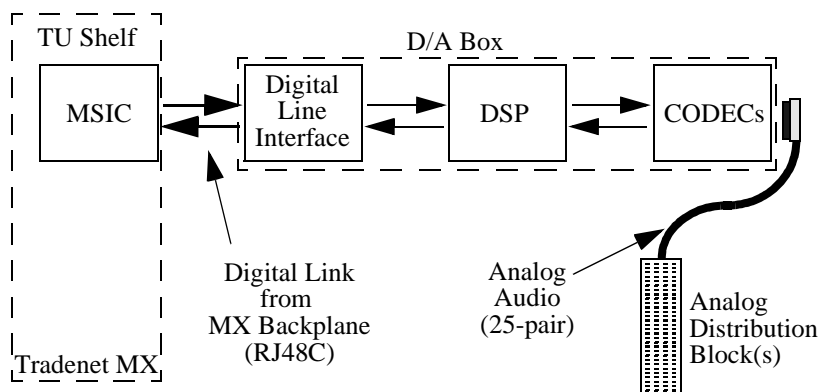 TU Shelf
D/A Box
MSIC
Digital
Line
Interface
DSP
CODECs
Digital Link
from
MX Backplane
(RJ48C)
Analog
Audio
(25-pair)
Analog
Distribution
Block(s)
Tradenet MX